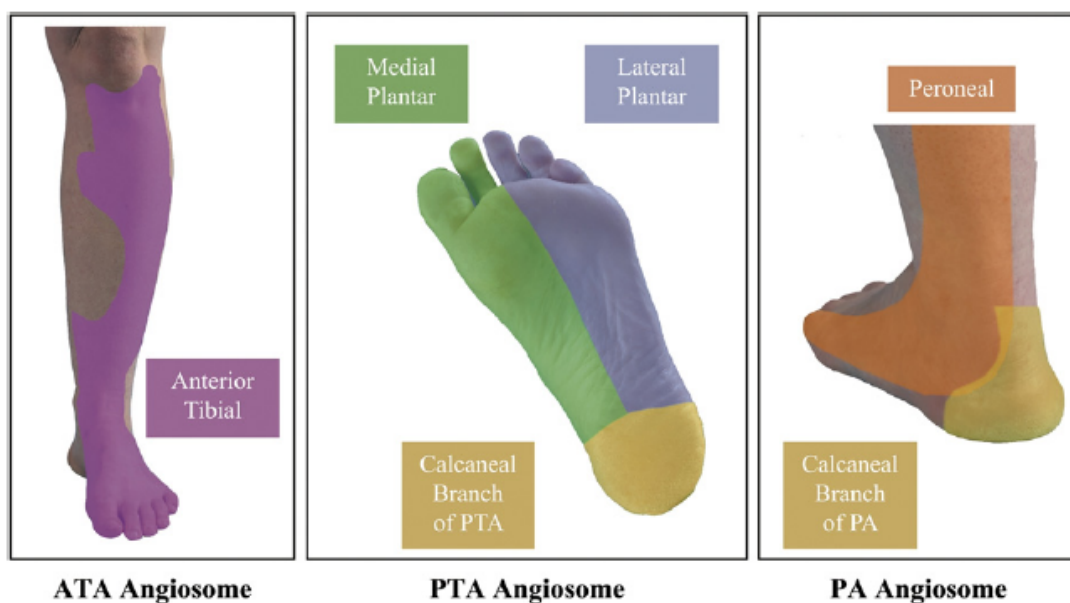 Medial
Plantar
Lateral
Plantar
Peroneal
Anterior
Tibial
Calcaneal
Branch
of PTA
Calcaneal
Branch
of PA
ATA Angiosome
PTA Angiosome
PA Angiosome